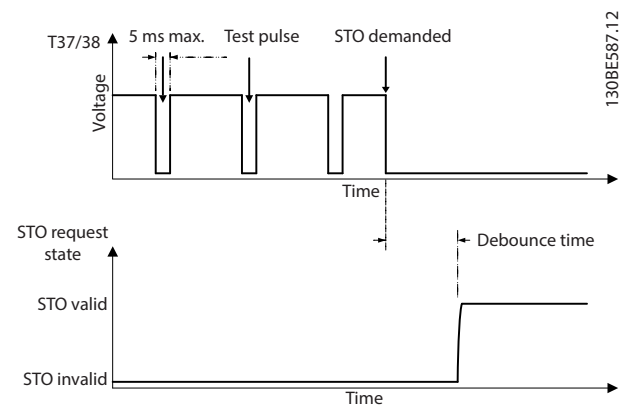 T37/38
5 ms max.
Test pulse
STO demanded
130BE587.12
Voltage
Time
STO request
state
Debounce time
STO valid
STO invalid
Time